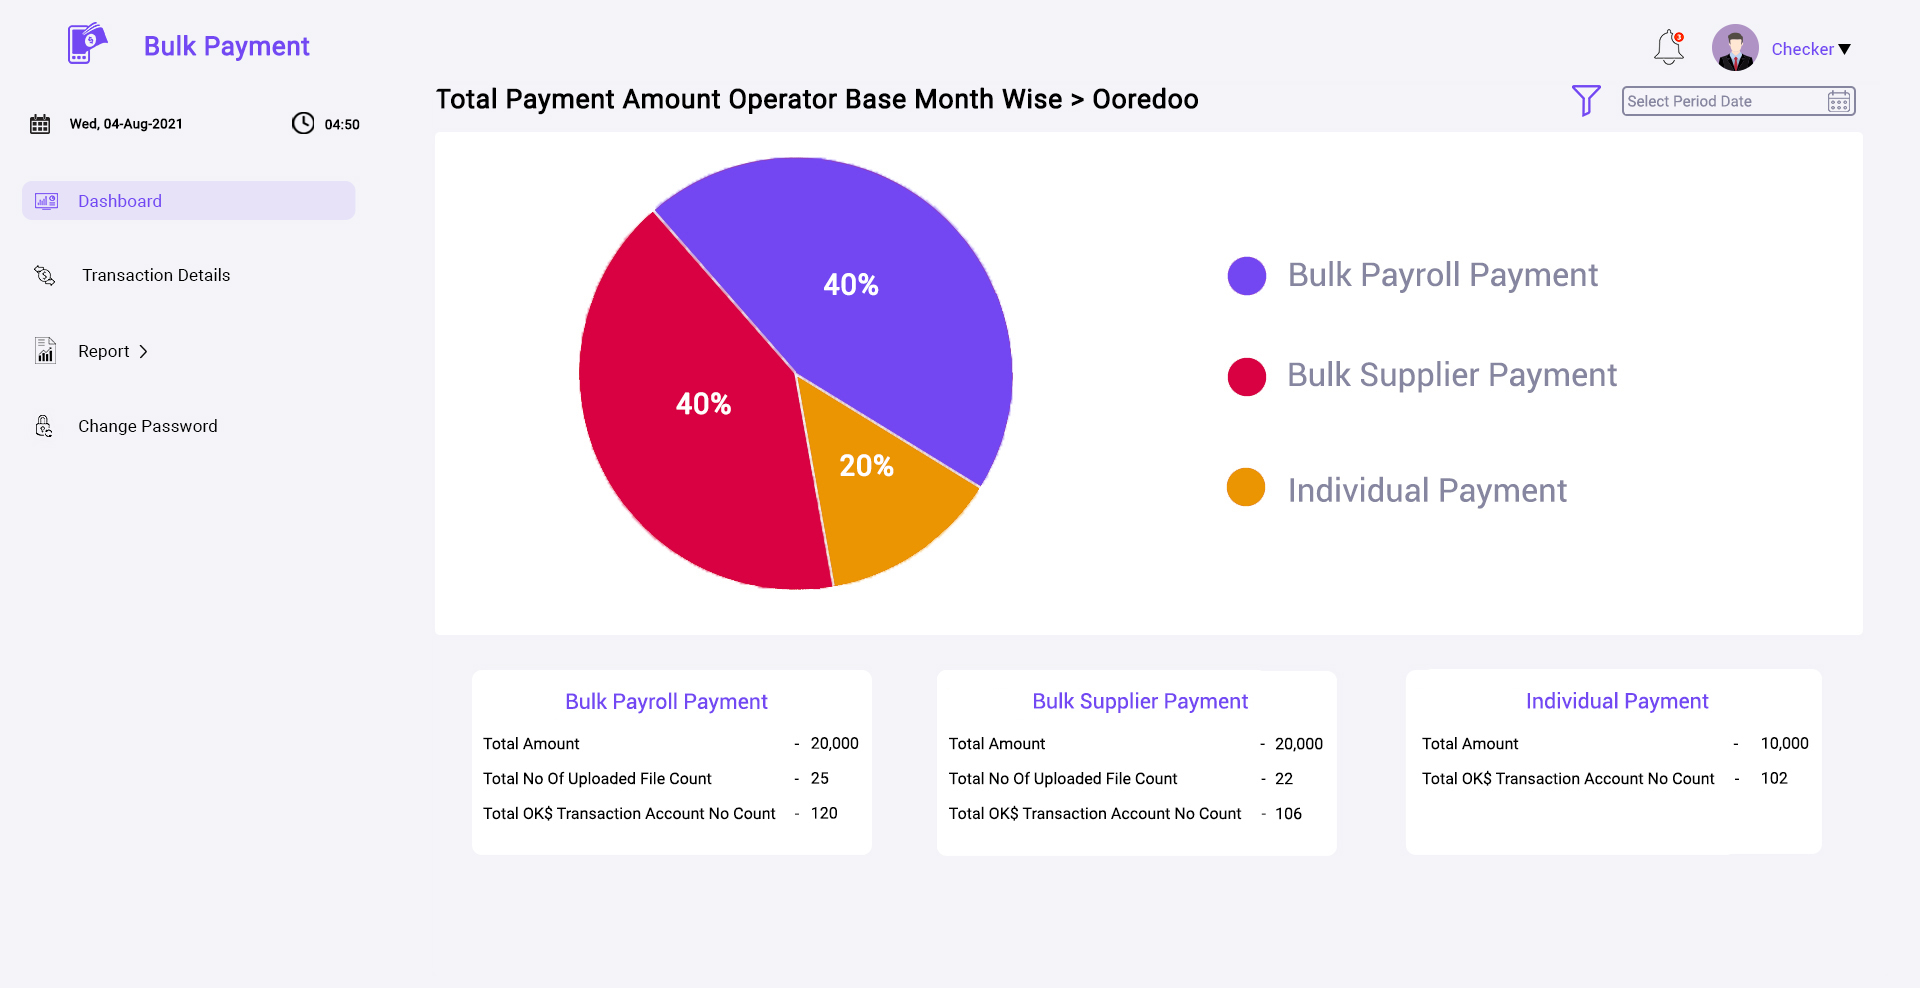 Bulk Payment
3
Checker
Total Payment Amount Operator Base Month Wise > Ooredoo
Select Period Date
Wed, 04-Aug-2021
04:50
Dashboard
Transaction Details
Report >
Change Password
40%
40%
20%
Bulk Payroll Payment
Bulk Supplier Payment
Individual Payment
Bulk Payroll Payment
Total Amount - 20,000
Total No Of Uploaded File Count - 25
Total OK$ Transaction Account No Count - 120
Bulk Supplier Payment
Total Amount - 20,000
Total No Of Uploaded File Count - 22
Total OK$ Transaction Account No Count - 106
Individual Payment
Total Amount - 10,000
Total OK$ Transaction Account No Count - 102